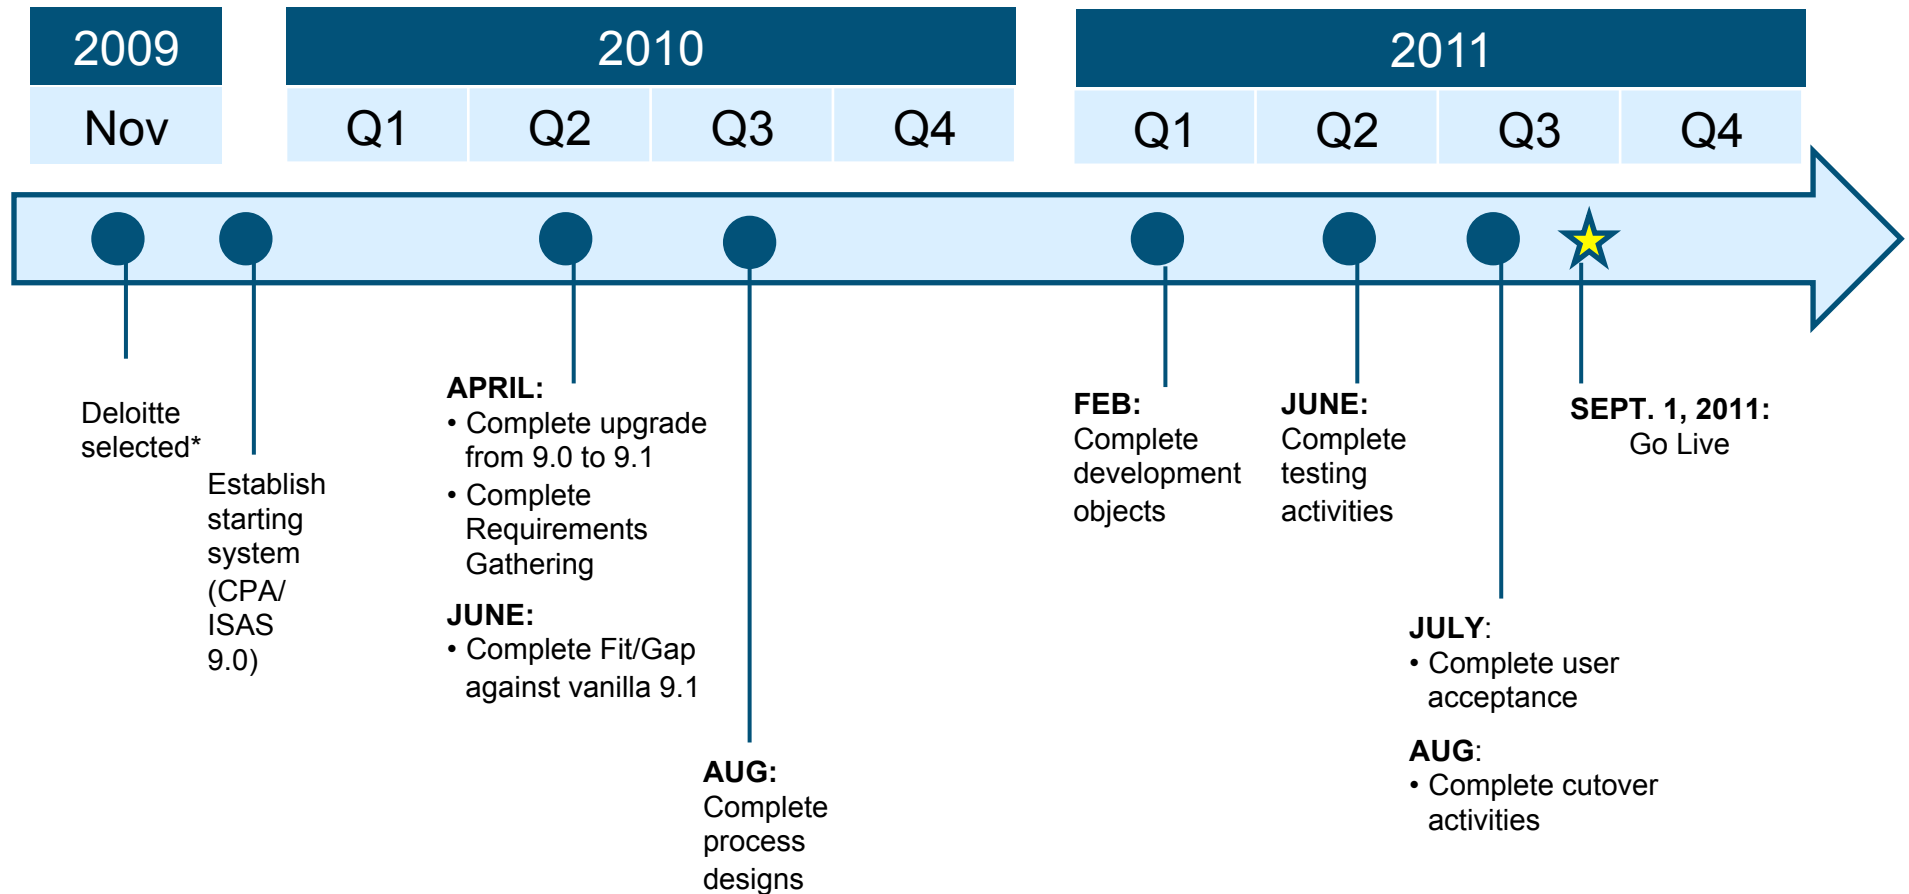 2009
2010
2011
Nov
Q1
Q2
Q3
Q4
Q1
Q2
Q3
Q4
Deloitte
selected*
Establish
starting
system
(CPA/
ISAS
9.0)
APRIL:
• Complete upgrade
from 9.0 to 9.1
• Complete
Requirements
Gathering
JUNE:
• Complete Fit/Gap
against vanilla 9.1
AUG:
Complete
process
designs
FEB:
Complete
development
objects
JUNE:
Complete
testing
activities
JULY:
• Complete user
acceptance
AUG:
• Complete cutover
activities
SEPT. 1, 2011:
Go Live